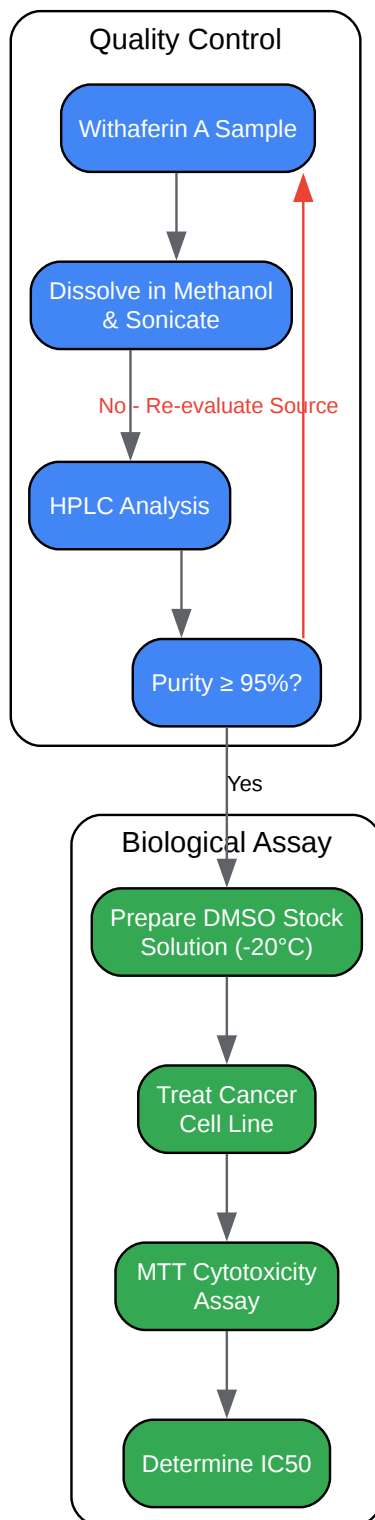 Quality Control
Withaferin A Sample
Dissolve in Methanol
& Sonicate
No - Re-evaluate Source
HPLC Analysis
Purity ≥ 95%?
Yes
Biological Assay
Prepare DMSO Stock
Solution (-20°C)
Treat Cancer
Cell Line
MTT Cytotoxicity
Assay
Determine IC50